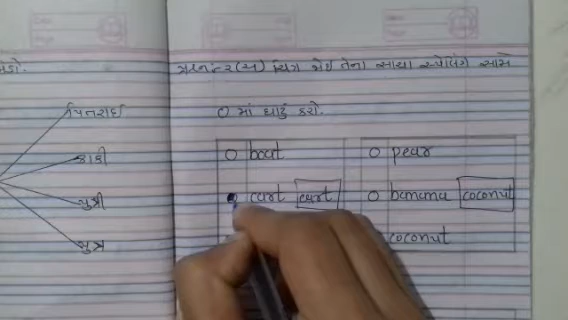 પ્રશ્ન-૨(અ) ચિત્ર જોઈ તેના સાચા સ્પેલિંગ સામે
O માં ઘાટું કરો.
પિતરાઈ
કાકી
પુત્રી
પુત્ર
boat
cart cart
pear
banana coconut
coconut